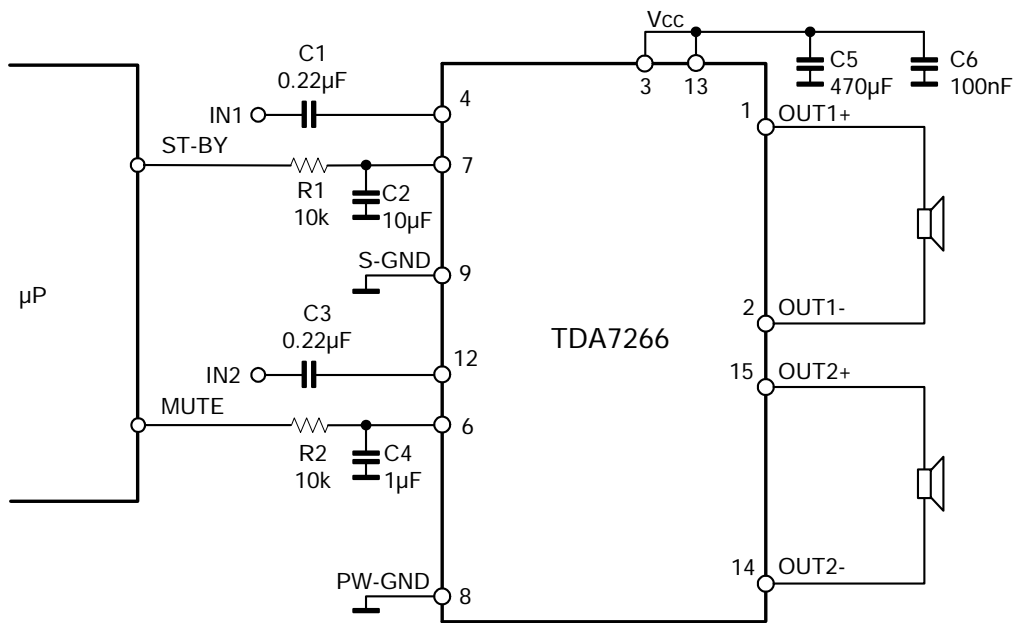 Vcc
C1
0.22µF
C5
470µF
C6
100nF
3
13
4
1
OUT1+
IN1
ST-BY
7
R1
10k
C2
10µF
S-GND
9
µP
C3
0.22µF
2
OUT1-
TDA7266
12
15
OUT2+
IN2
MUTE
6
R2
10k
C4
1µF
14
OUT2-
PW-GND
8